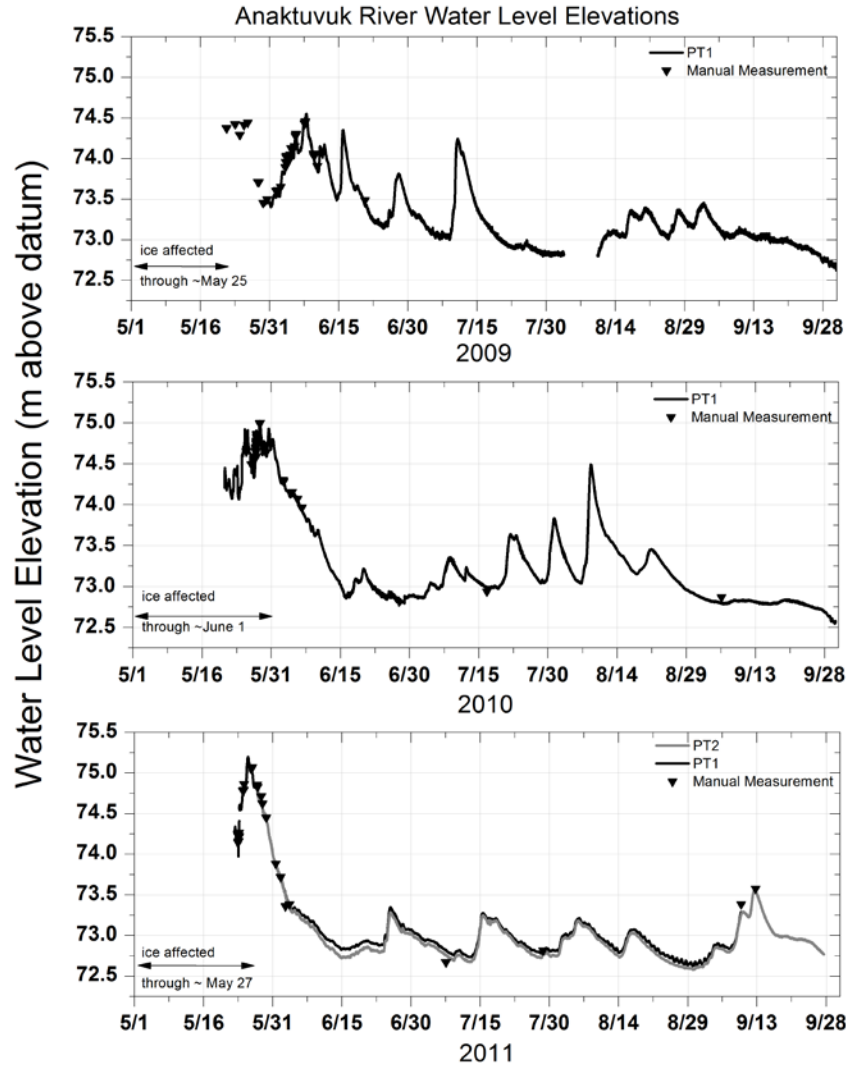 Anaktuvuk River Water Level Elevations
Water Level Elevation (m above datum)
75.5
75.0
74.5
74.0
73.5
73.0
72.5
PT1
Manual Measurement
ice affected
through ~May 25
5/1 5/16 5/31 6/15 6/30 7/15 7/30 8/14 8/29 9/13 9/28
2009
75.5
75.0
74.5
74.0
73.5
73.0
72.5
PT1
Manual Measurement
ice affected
through ~June 1
5/1 5/16 5/31 6/15 6/30 7/15 7/30 8/14 8/29 9/13 9/28
2010
75.5
75.0
74.5
74.0
73.5
73.0
72.5
PT2
PT1
Manual Measurement
ice affected
through ~ May 27
5/1 5/16 5/31 6/15 6/30 7/15 7/30 8/14 8/29 9/13 9/28
2011